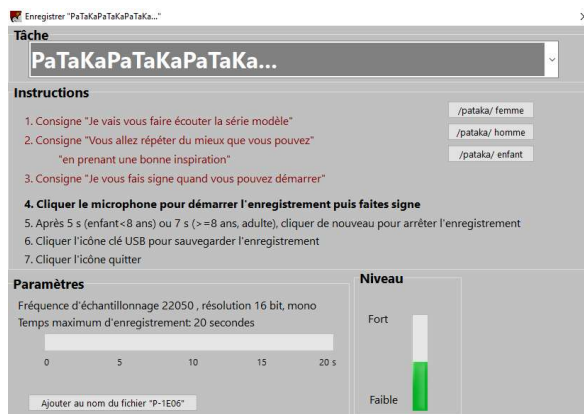 Enregistrer "PaTaKaPaTaKaPaTaKa..."
Tâche
PaTaKaPaTaKaPaTaKa...
Instructions
1. Consigne "Je vais vous faire écouter la série modèle"
2. Consigne "Vous allez répéter du mieux que vous pouvez"
"en prenant une bonne inspiration"
3. Consigne "Je vous fais signe quand vous pouvez démarrer"
/pataka/ femme
/pataka/ homme
/pataka/ enfant
4. Cliquer le microphone pour démarrer l'enregistrement puis faites signe
5. Après 5 s (enfant<8 ans) ou 7 s (>=8 ans, adulte), cliquer de nouveau pour arrêter l'enregistrement
6. Cliquer l'icône clé USB pour sauvegarder l'enregistrement
7. Cliquer l'icône quitter
Paramètres
Fréquence d'échantillonnage 22050 , résolution 16 bit, mono
Temps maximum d'enregistrement: 20 secondes
0 5 10 15 20 s
Ajouter au nom du fichier "P-1E06"
Niveau
Fort
Faible